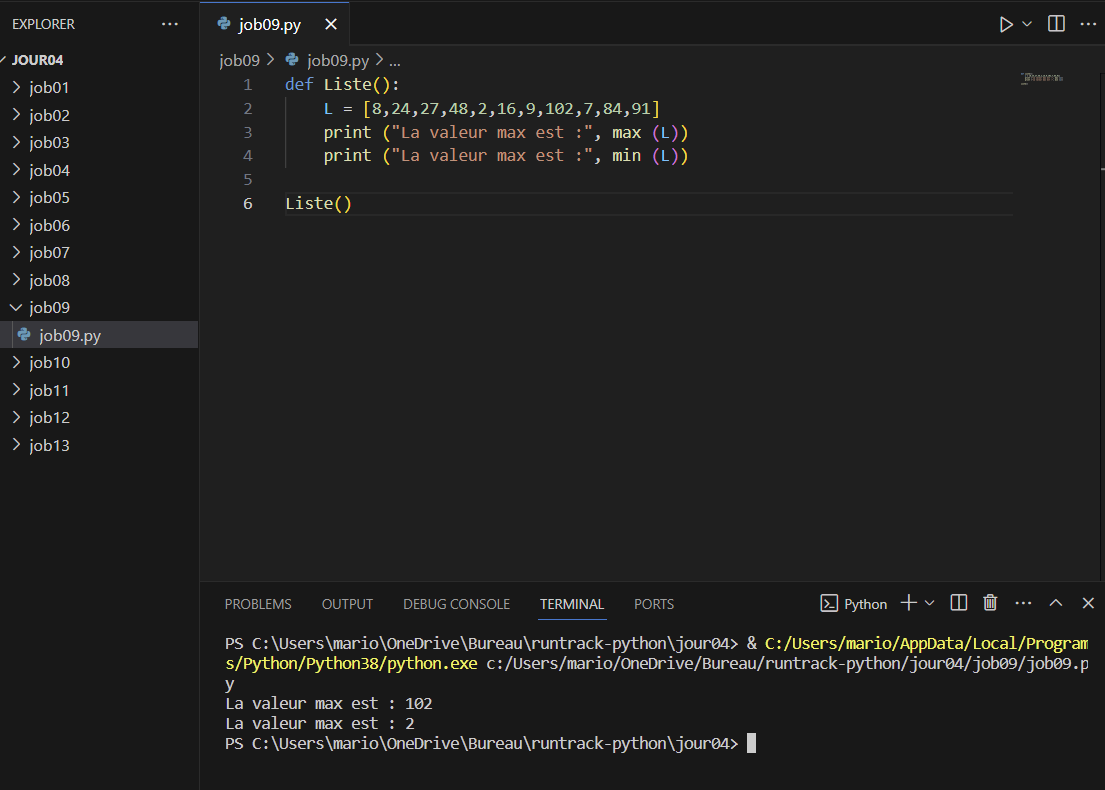 EXPLORER
JOUR04
job01
job02
job03
job04
job05
job06
job07
job08
job09
job09.py
job10
job11
job12
job13
job09.py
job09 > job09.py > ...
1 def Liste():
2 L = [8,24,27,48,2,16,9,102,7,84,91]
3 print ("La valeur max est :", max (L))
4 print ("La valeur max est :", min (L))
5
6 Liste()
PROBLEMS OUTPUT DEBUG CONSOLE TERMINAL PORTS Python
PS C:\Users\mario\OneDrive\Bureau\runtrack-python\jour04> & C:/Users/mario/AppData/Local/Program
s/Python/Python38/python.exe c:/Users/mario/OneDrive/Bureau/runtrack-python/jour04/job09/job09.p
y
La valeur max est : 102
La valeur max est : 2
PS C:\Users\mario\OneDrive\Bureau\runtrack-python\jour04>